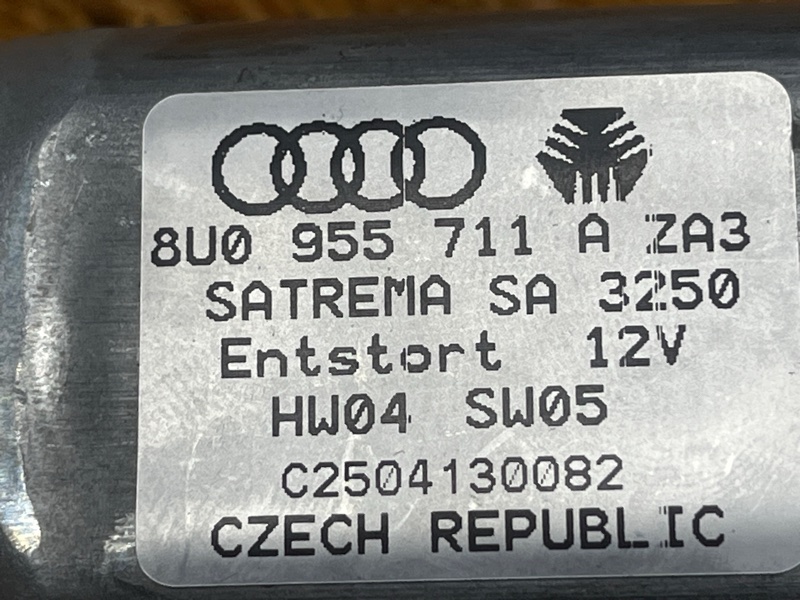 8U0 955 711 A ZA3
SATREMA SA 3250
Entstort 12V
HW04 SW05
C2504130082
CZECH REPUBLIC